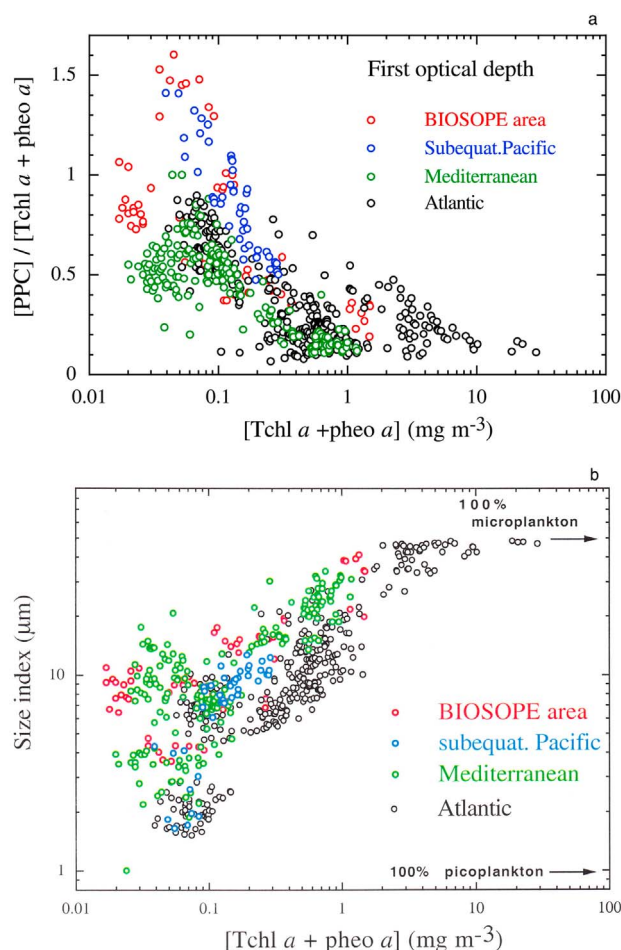 a
1.5
1
0.5
0
[PPC] / [Tchl a + pheo a]
First optical depth
BIOSOPE area
Subequat.Pacific
Mediterranean
Atlantic
0.01 0.1 1 10 100
[Tchl a +pheo a] (mg m-3)
b
100%
microplankton
10
1
Size index (µm)
BIOSOPE area
subequat. Pacific
Mediterranean
Atlantic
100% picoplankton
0.01 0.1 1 10 100
[Tchl a + pheo a] (mg m-3)